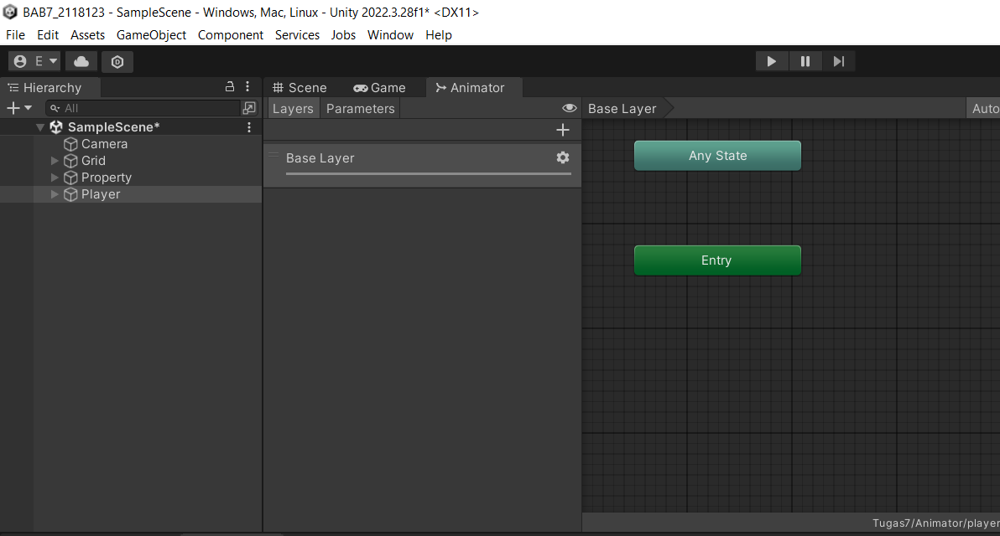 BAB7_2118123 - SampleScene - Windows, Mac, Linux - Unity 2022.3.28f1* <DX11>
File Edit Assets GameObject Component Services Jobs Window Help
E
Hierarchy
Scene Game Animator
All
Layers Parameters
Base Layer
Auto
SampleScene*
Camera
Grid
Property
Player
Base Layer
Any State
Entry
Tugas7/Animator/player